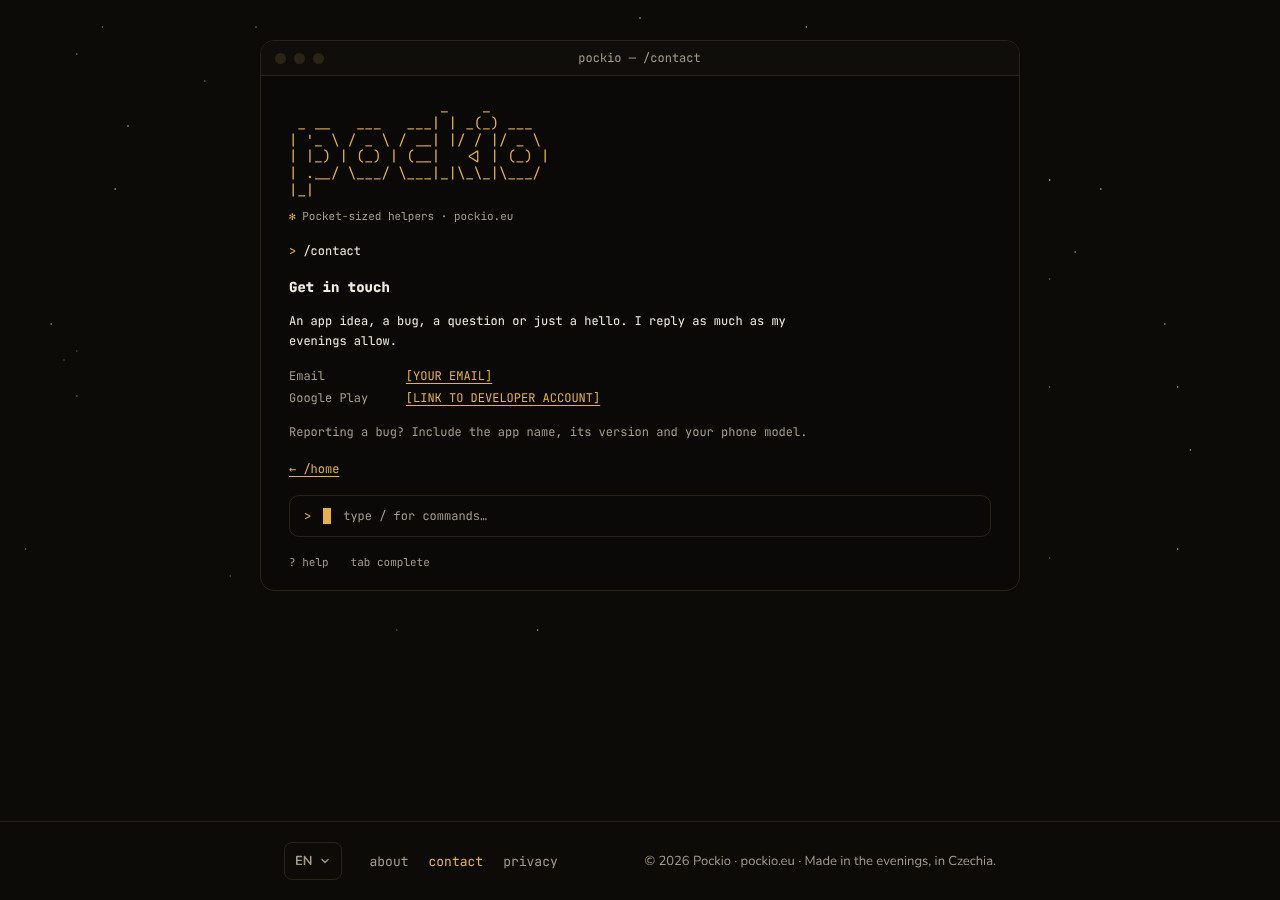 pockio — /contact
pockio
✻ Pocket-sized helpers · pockio.eu
> /contact
Get in touch
An app idea, a bug, a question or just a hello. I reply as much as my
evenings allow.
Email [YOUR EMAIL]
Google Play [LINK TO DEVELOPER ACCOUNT]
Reporting a bug? Include the app name, its version and your phone model.
← /home
> type / for commands…
? help tab complete
EN about contact privacy © 2026 Pockio · pockio.eu · Made in the evenings, in Czechia.